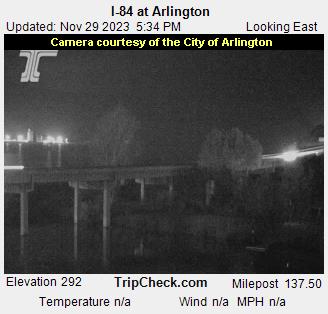 I-84 at Arlington
Updated: Nov 29 2023 5:34 PM Looking East
Camera courtesy of the City of Arlington
Elevation 292 TripCheck.com Milepost 137.50
Temperature n/a Wind n/a MPH n/a